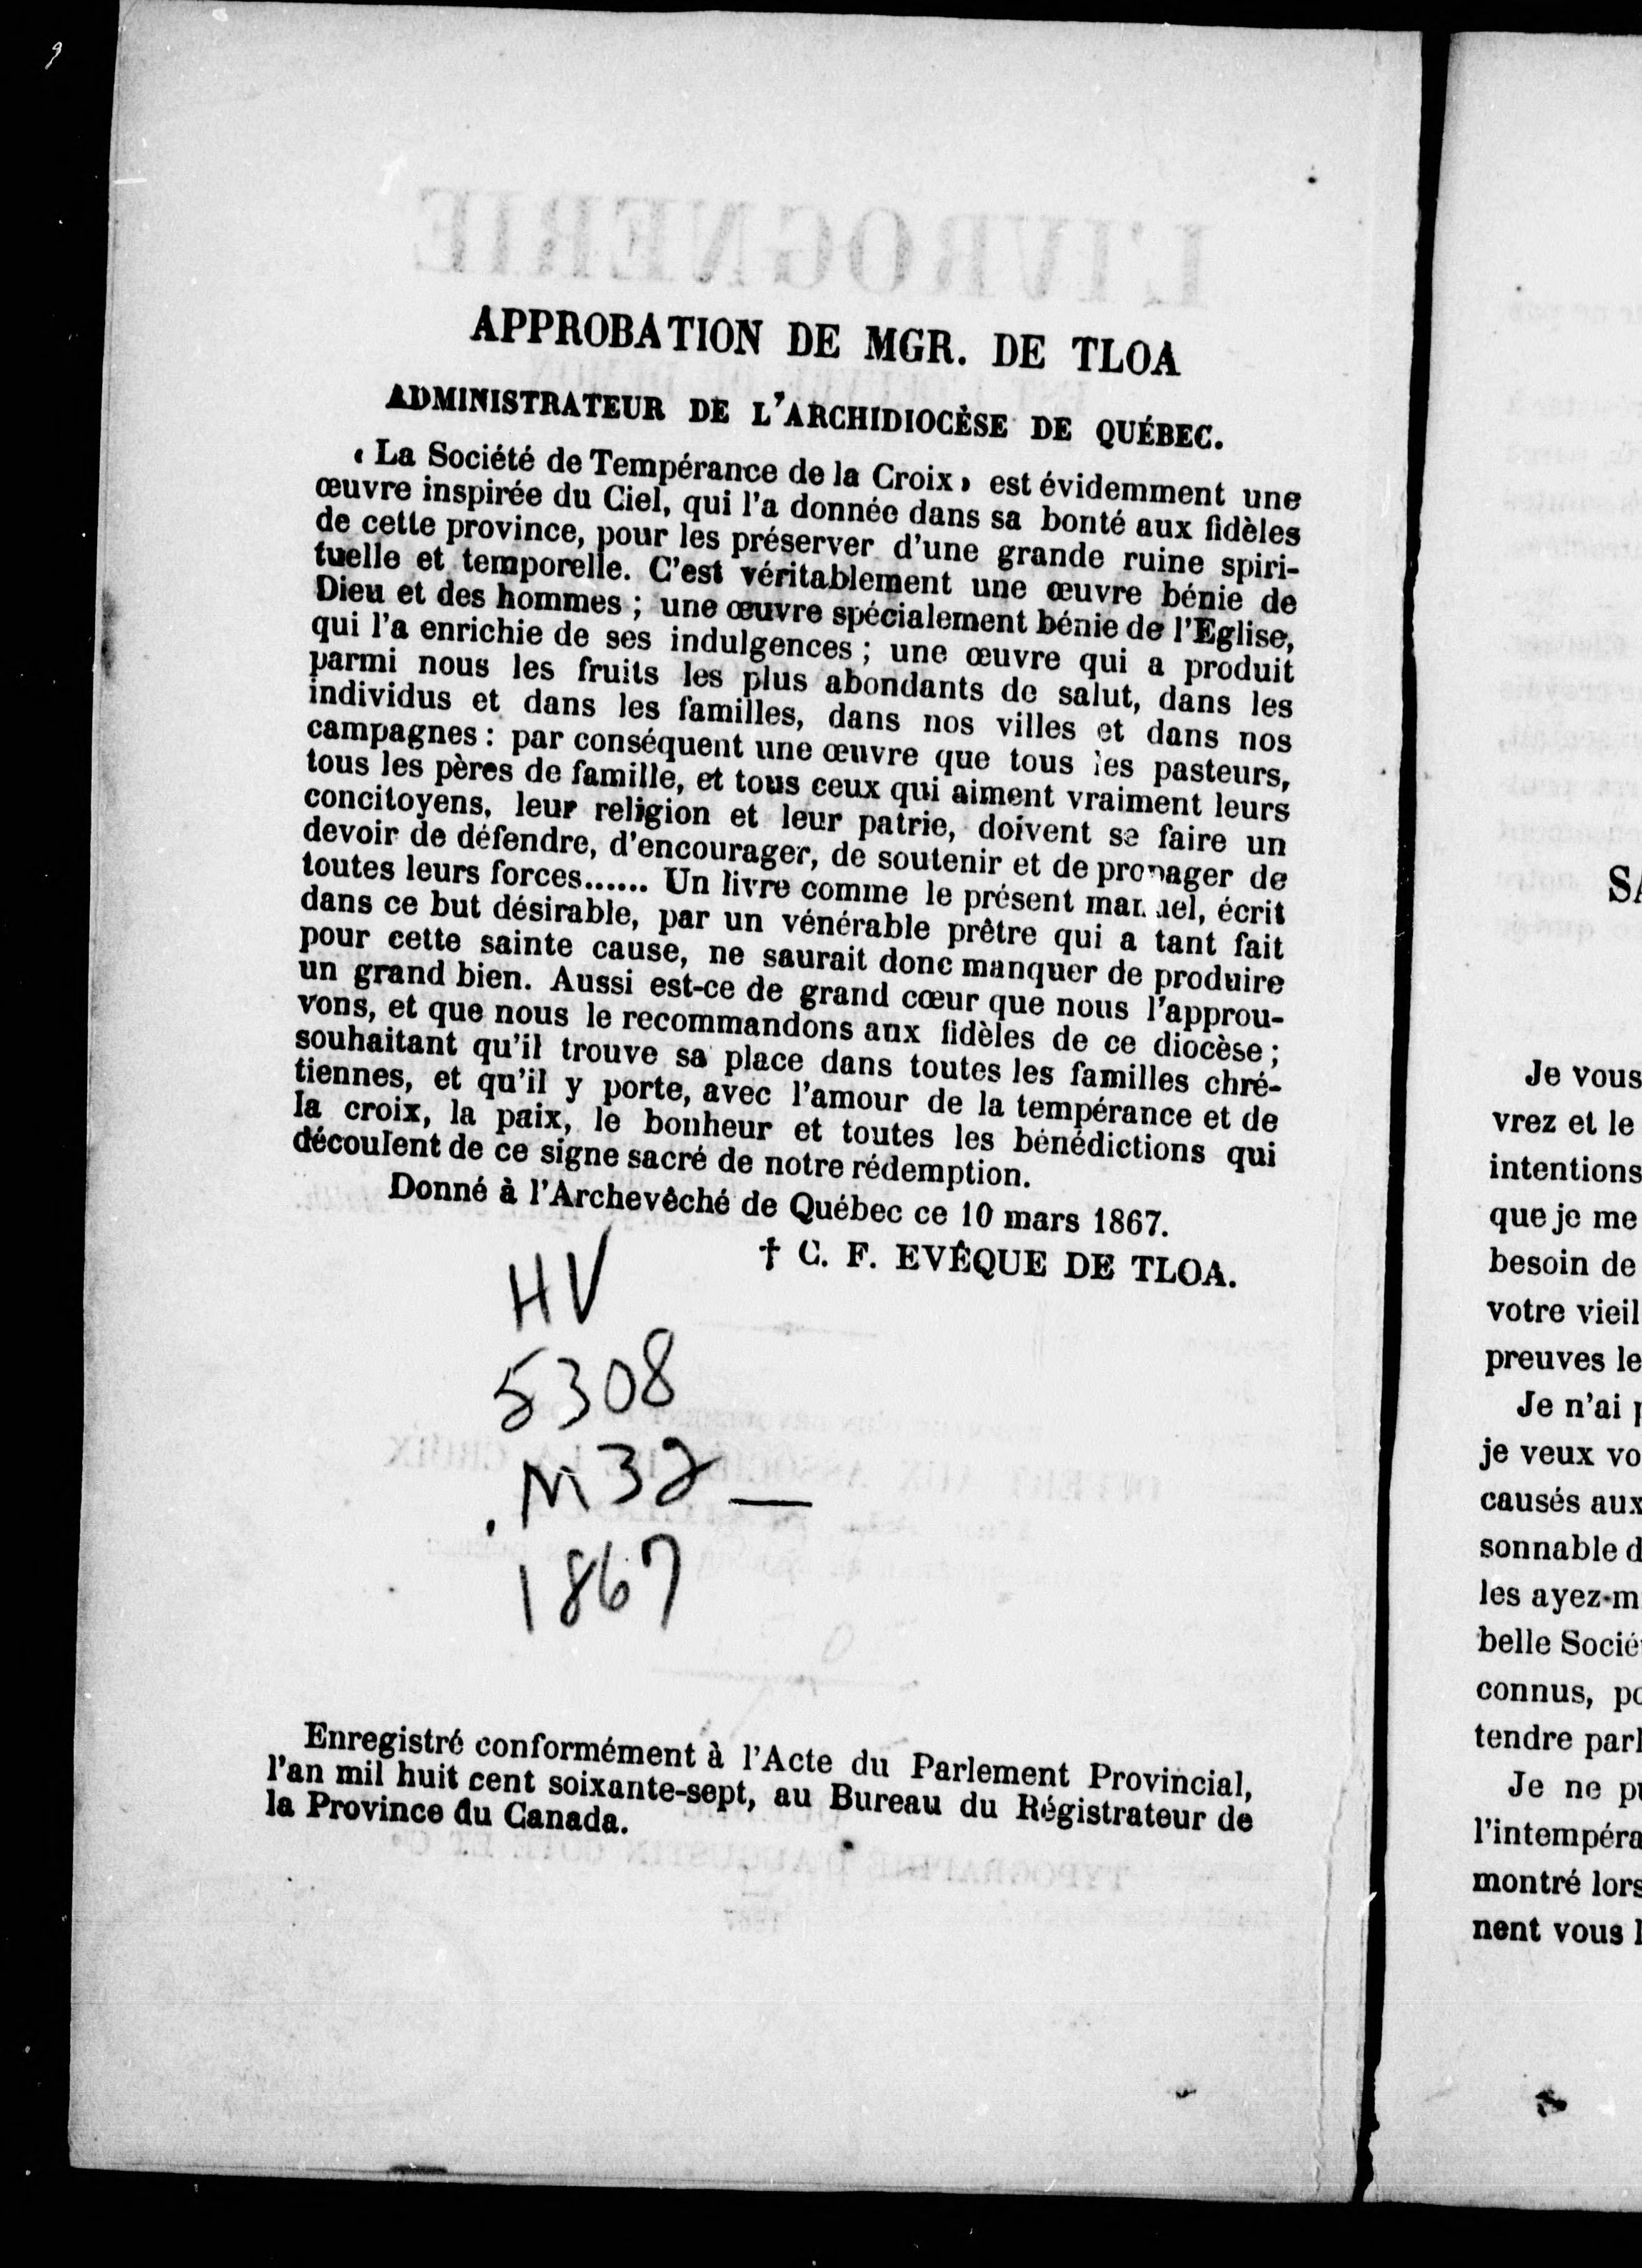 APPROBATION DE MGR. DE TLOA
ADMINISTRATEUR DE L'ARCHIDIOCÈSE DE QUÉBEC.
« La Société de Tempérance de la Croix » est évidemment une
œuvre inspirée du Ciel, qui l'a donnée dans sa bonté aux fidèles
de cette province, pour les préserver d'une grande ruine spiri-
tuelle et temporelle. C'est véritablement une œuvre bénie de
Dieu et des hommes ; une œuvre spécialement bénie de l'Eglise,
qui l'a enrichie de ses indulgences ; une œuvre qui a produit
parmi nous les fruits les plus abondants de salut, dans les
individus et dans les familles, dans nos villes et dans nos
campagnes : par conséquent une œuvre que tous les pasteurs,
tous les pères de famille, et tous ceux qui aiment vraiment leurs
concitoyens, leur religion et leur patrie, doivent se faire un
devoir de défendre, d'encourager, de soutenir et de propager de
toutes leurs forces...... Un livre comme le présent manuel, écrit
dans ce but désirable, par un vénérable prêtre qui a tant fait
pour cette sainte cause, ne saurait donc manquer de produire
un grand bien. Aussi est-ce de grand cœur que nous l'approu-
vons, et que nous le recommandons aux fidèles de ce diocèse ;
souhaitant qu'il trouve sa place dans toutes les familles chré-
tiennes, et qu'il y porte, avec l'amour de la tempérance et de
la croix, la paix, le bonheur et toutes les bénédictions qui
découlent de ce signe sacré de notre rédemption.
Donné à l'Archevêché de Québec ce 10 mars 1867.
† C. F. EVÊQUE DE TLOA.
HV
5308
.M32
1867
Enregistré conformément à l'Acte du Parlement Provincial,
l'an mil huit cent soixante-sept, au Bureau du Régistrateur de
la Province du Canada.
SA
Je vous
vrez et le
intentions
que je me
besoin de
votre vieil
preuves le
Je n'ai
je veux vo
causés aux
sonnable d
les ayez-m
belle Socié
connus, po
tendre parl
Je ne pu
l'intempéra
montré lors
nent vous